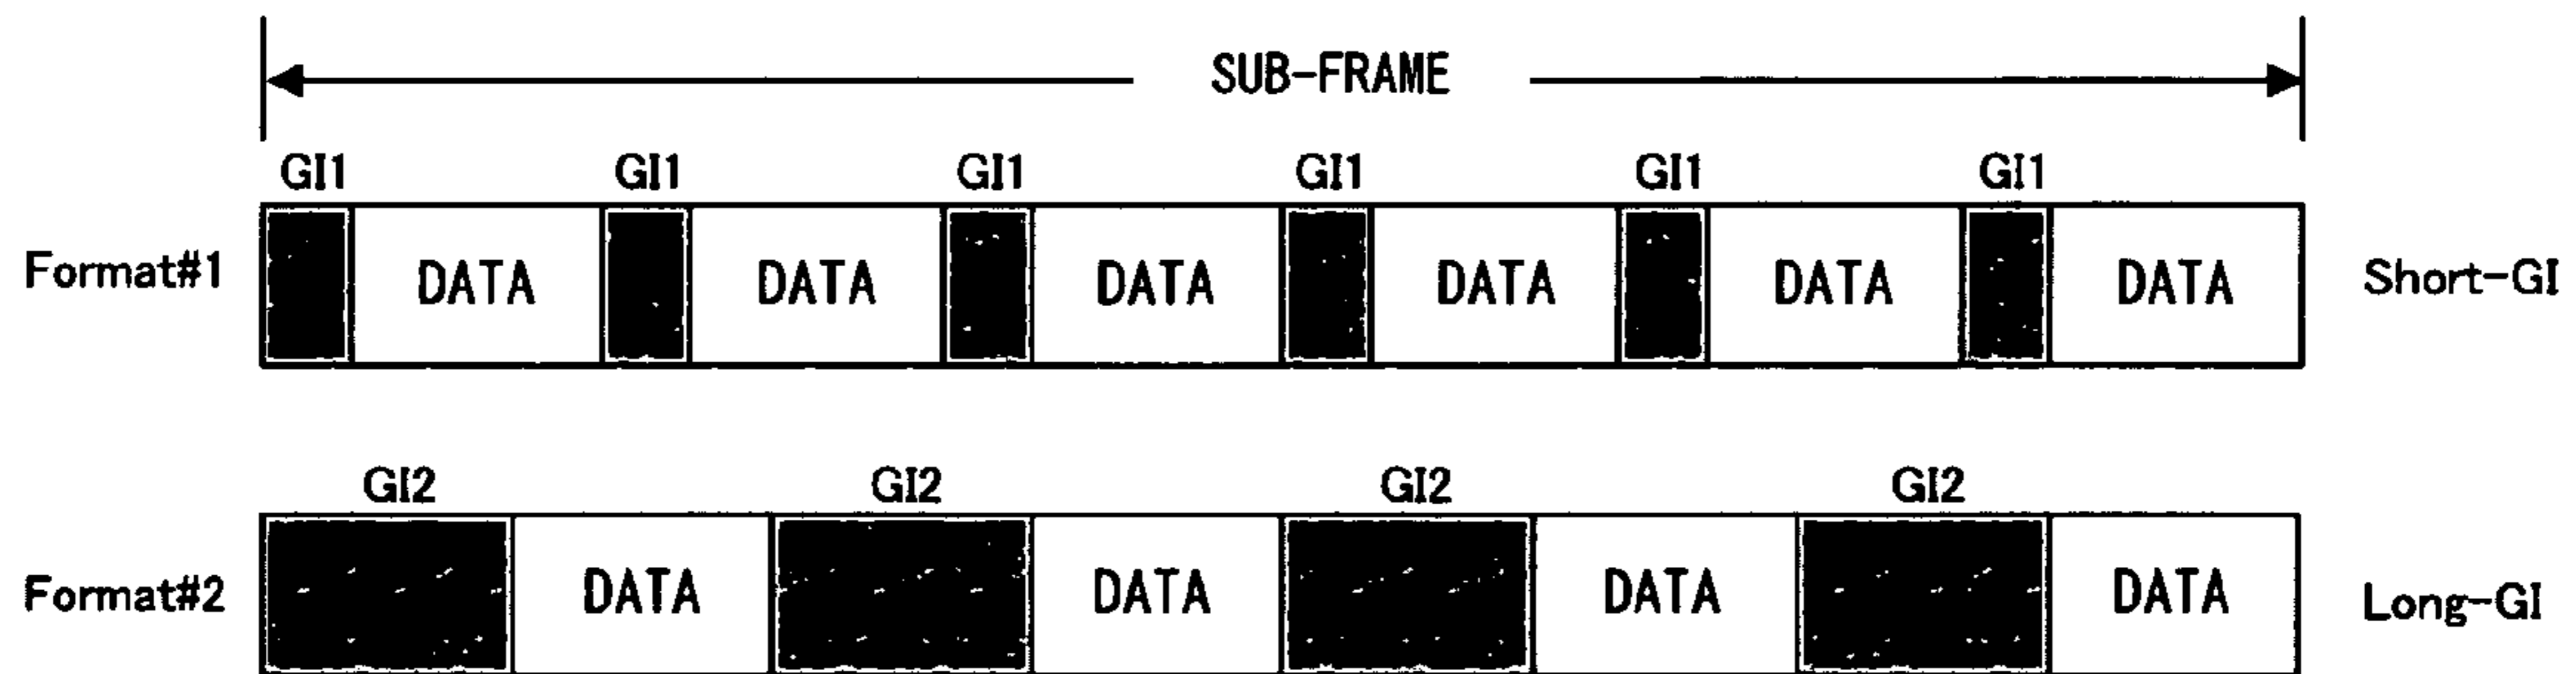 SUB-FRAME
GI1 GI1 GI1 GI1 GI1 GI1
Format#1 DATA DATA DATA DATA DATA DATA Short-GI
GI2 GI2 GI2 GI2
Format#2 DATA DATA DATA DATA Long-GI